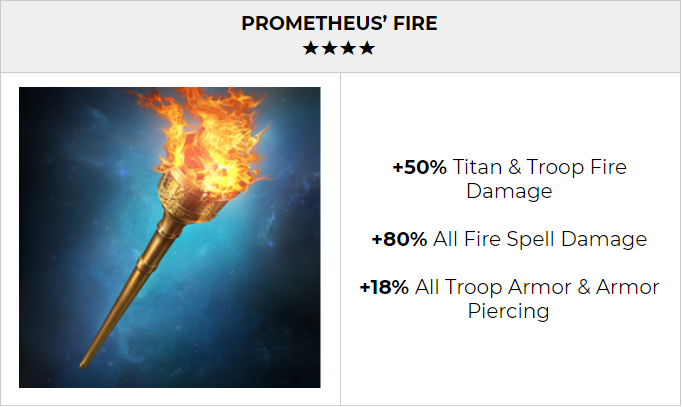 PROMETHEUS’ FIRE
★★★★
+50% Titan & Troop Fire
Damage
+80% All Fire Spell Damage
+18% All Troop Armor & Armor
Piercing